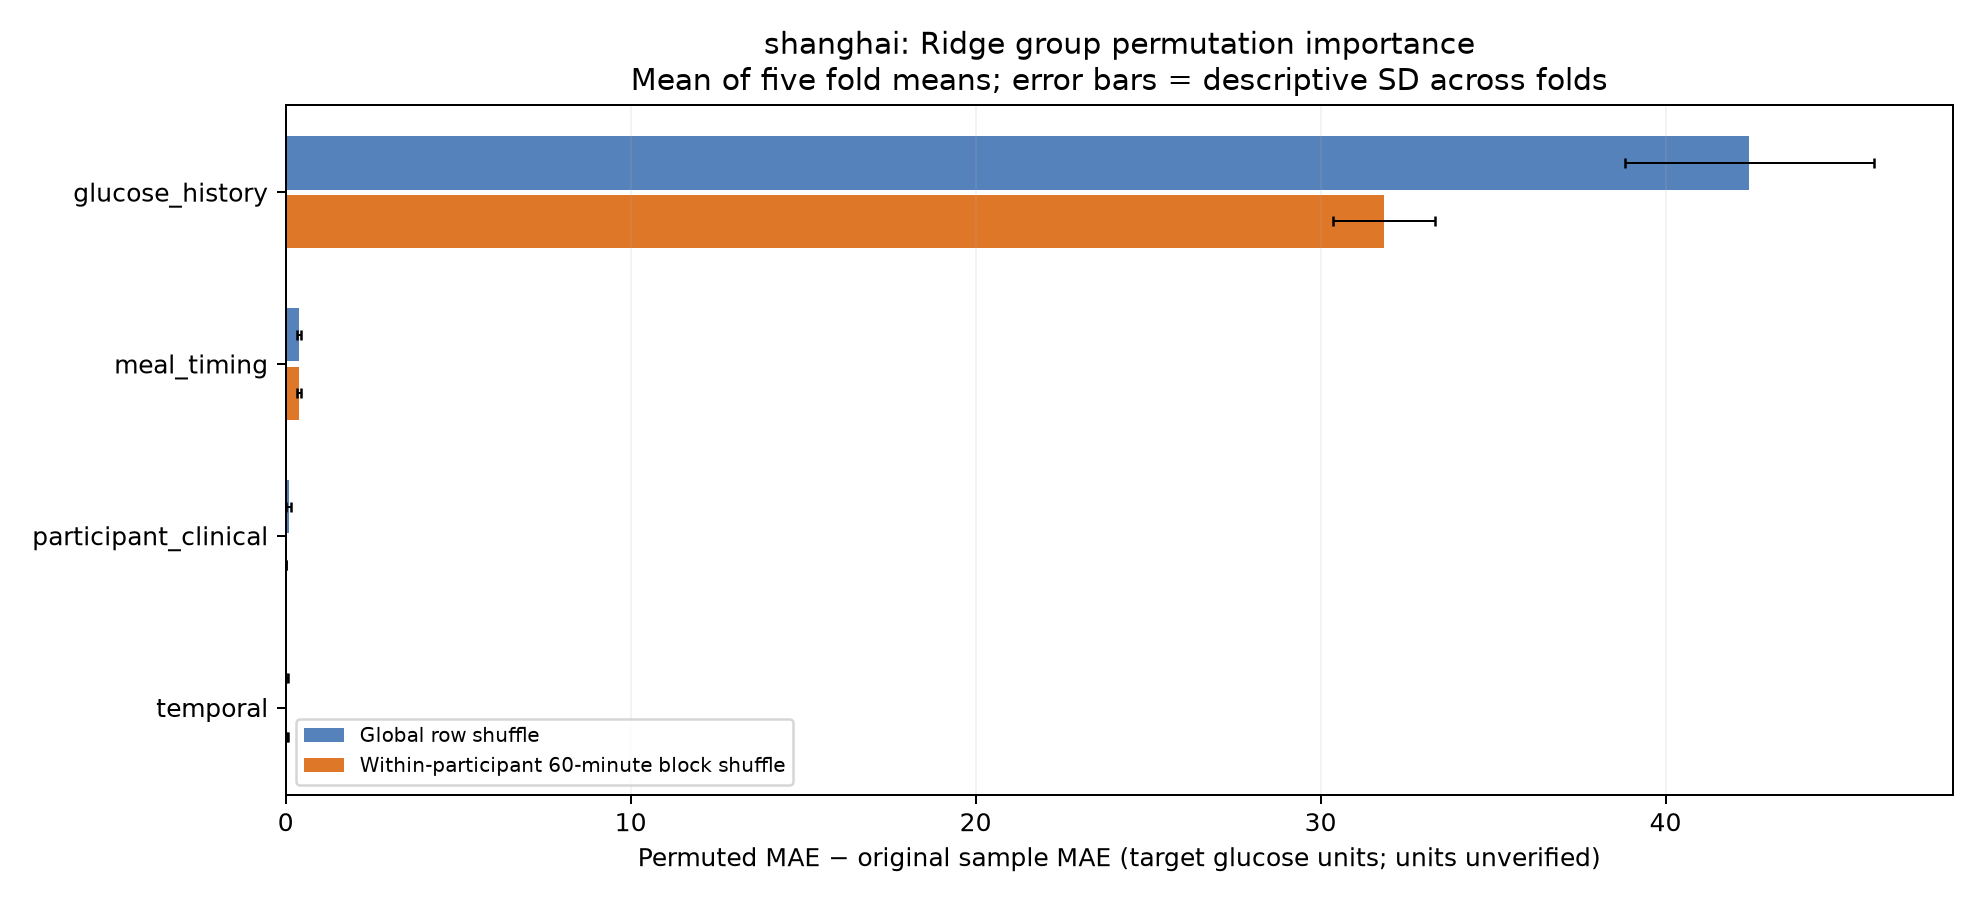 shanghai: Ridge group permutation importance
Mean of five fold means; error bars = descriptive SD across folds
glucose_history
meal_timing
participant_clinical
temporal
Global row shuffle
Within-participant 60-minute block shuffle
0 10 20 30 40
Permuted MAE − original sample MAE (target glucose units; units unverified)